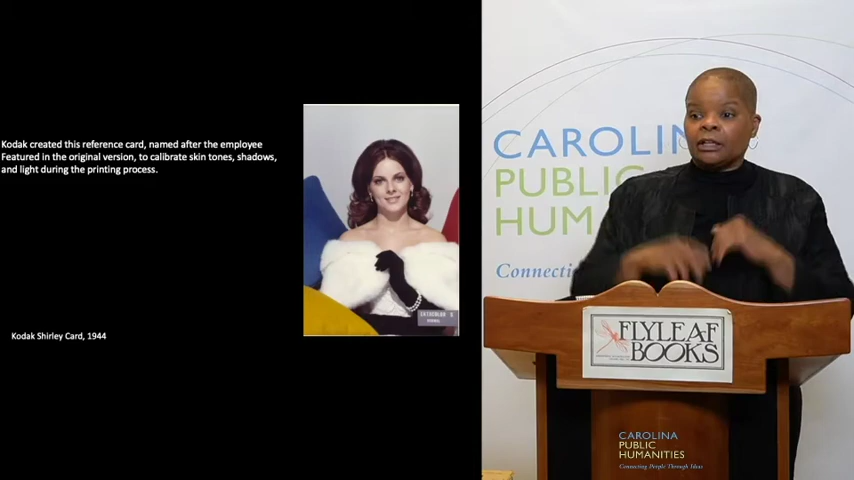 Kodak created this reference card, named after the employee
Featured in the original version, to calibrate skin tones, shadows,
and light during the printing process.
Kodak Shirley Card, 1944
CAROLIN
PUBLIC
HUM
Connecti
FLYLEAF
BOOKS
CAROLINA
PUBLIC
HUMANITIES
Connecting People Through Ideas